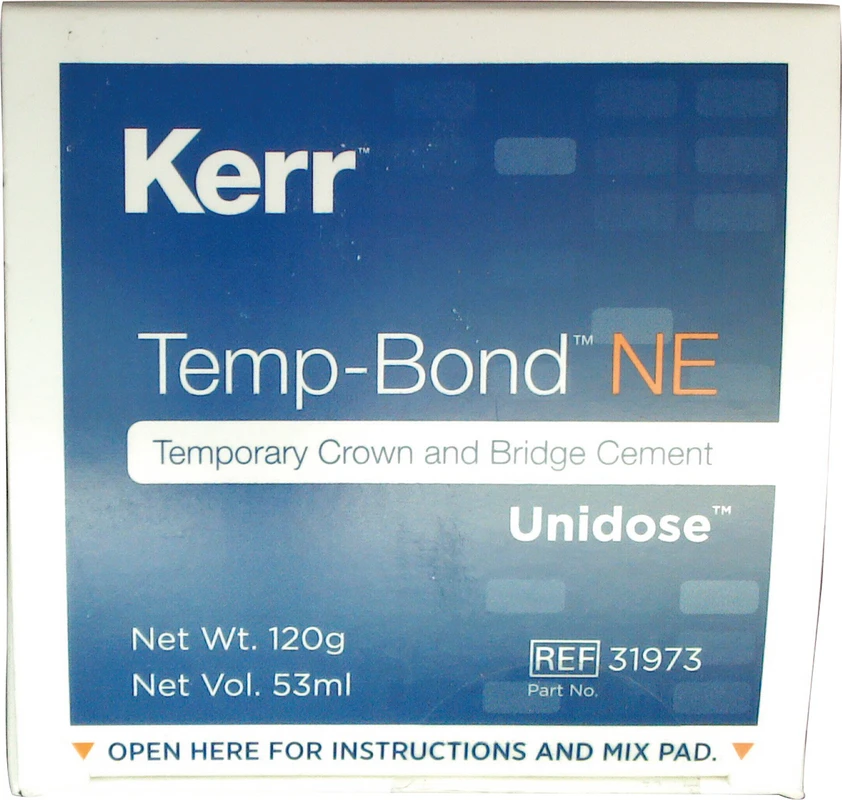 Kerr™
Temp-Bond™ NE
Temporary Crown and Bridge Cement
Unidose™
Net Wt. 120g
Net Vol. 53ml
REF 31973
Part No.
▼ OPEN HERE FOR INSTRUCTIONS AND MIX PAD. ▼